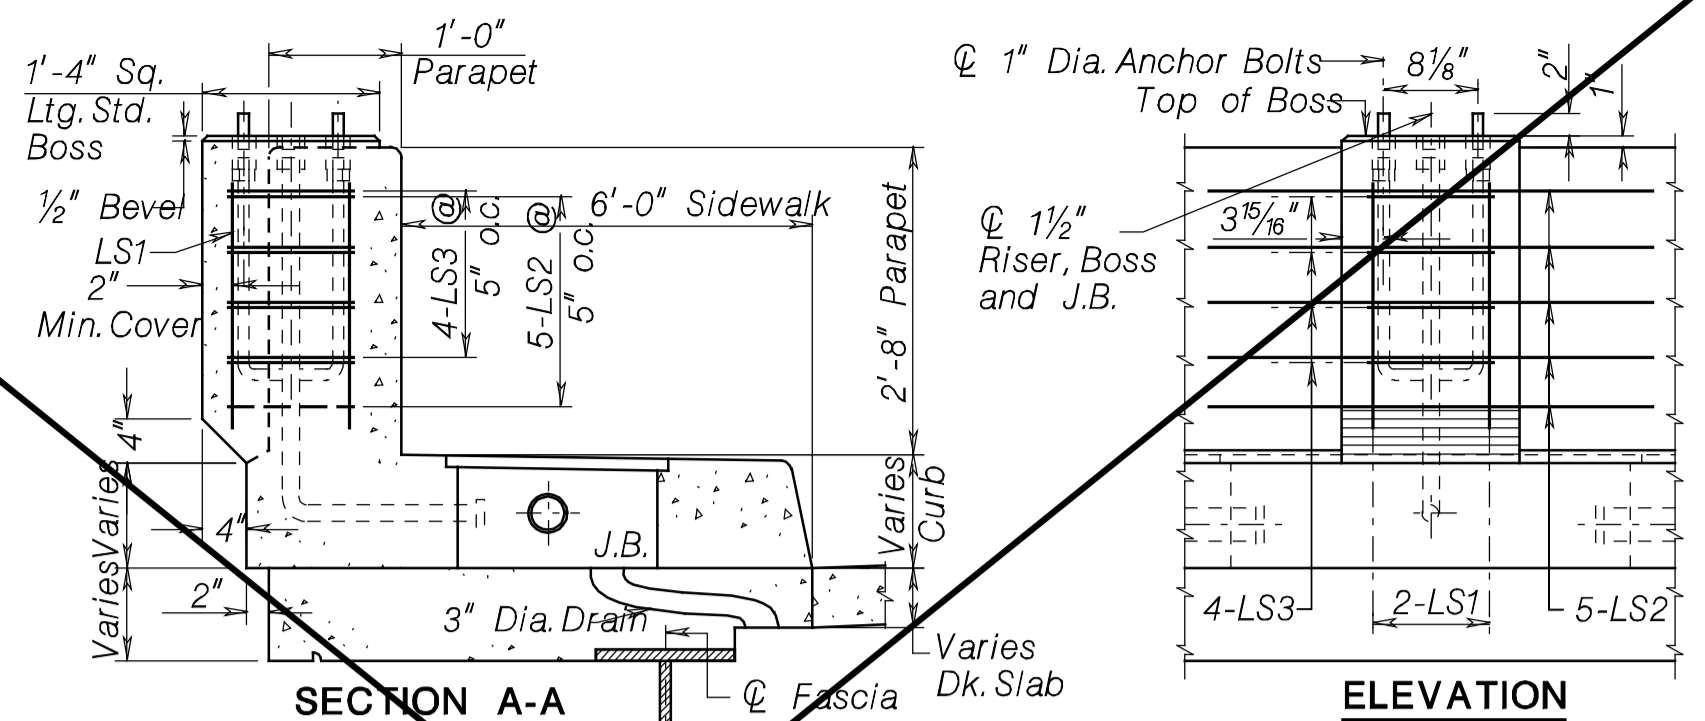 1'-0"
Parapet
1'-4" Sq.
Ltg. Std.
Boss
½" Bevel
LS1
2"
Min. Cover
4"
Varies
Varies
4"
2"
4-LS3 @
5" o.c.
5-LS2 @
5" o.c.
6'-0" Sidewalk
2'-8" Parapet
Varies
Curb
J.B.
3" Dia. Drain
Varies
Dk. Slab
℄ Fascia
SECTION A-A
℄ 1" Dia. Anchor Bolts
Top of Boss
8⅛"
2"
1"
℄ 1½"
Riser, Boss
and J.B.
3 15/16"
4-LS3
2-LS1
5-LS2
ELEVATION